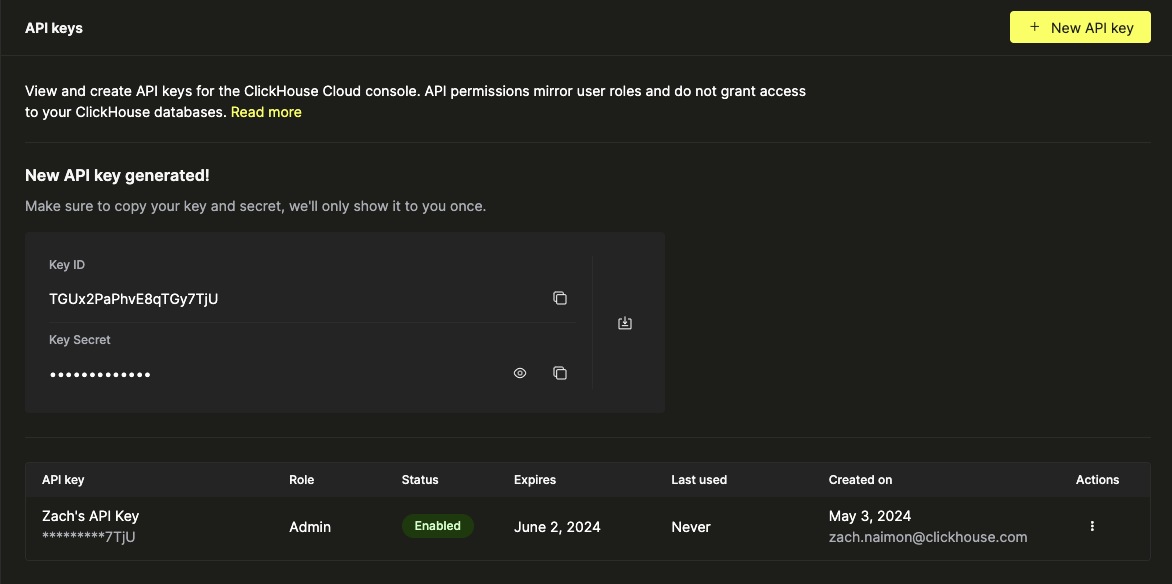 API keys
+ New API key
View and create API keys for the ClickHouse Cloud console. API permissions mirror user roles and do not grant access
to your ClickHouse databases. Read more
New API key generated!
Make sure to copy your key and secret, we'll only show it to you once.
Key ID
TGUx2PaPhvE8qTGy7TjU
Key Secret
•••••••••••••
API key Role Status Expires Last used Created on Actions
Zach's API Key Admin Enabled June 2, 2024 Never May 3, 2024
*********7TjU zach.naimon@clickhouse.com